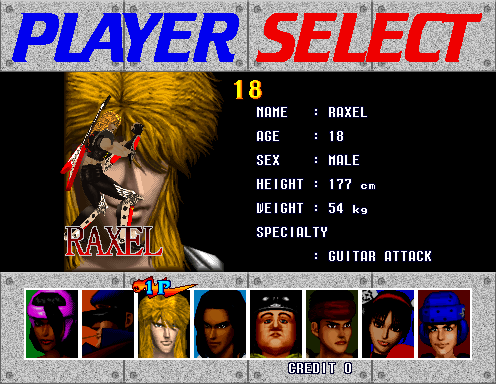 PLAYER SELECT
18
NAME : RAXEL
AGE : 18
SEX : MALE
HEIGHT : 177 cm
WEIGHT : 54 kg
SPECIALTY
: GUITAR ATTACK
RAXEL
1P
CREDIT 0